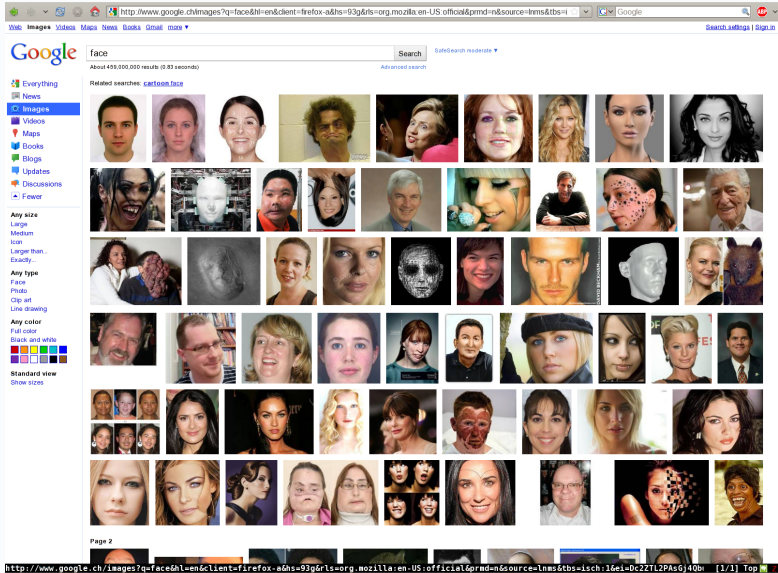 http://www.google.ch/images?q=face&hl=en&client=firefox-a&hs=93g&rls=org.mozilla:en-US:official&prmd=n&source=lnms&tbs=i
Google
ABP
Web Images Videos Maps News Books Gmail more ▼
Search settings | Sign in
Google
face
Search
SafeSearch moderate ▼
About 459,000,000 results (0.83 seconds)
Advanced search
Everything
News
Images
Videos
Maps
Books
Blogs
Updates
Discussions
Fewer
Any size
Large
Medium
Icon
Larger than...
Exactly...
Any type
Face
Photo
Clip art
Line drawing
Any color
Full color
Black and white
Standard view
Show sizes
Related searches: cartoon face
DAVID BECKHAM
Page 2
http://www.google.ch/images?q=face&hl=en&client=firefox-a&hs=93g&rls=org.mozilla:en-US:official&prmd=n&source=lnms&tbs=isch:1&ei=Dc2ZTL2PAsGj4Qb
[1/1] Top